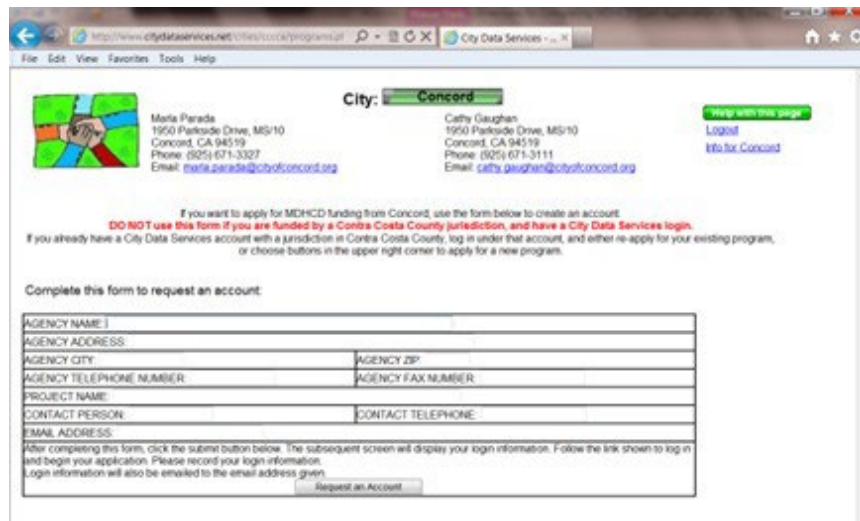 http://www.citydataservices.net/cities/cccca/programs.pl
City Data Services - ...
File Edit View Favorites Tools Help
City: Concord
Marla Parada
1950 Parkside Drive, MS/10
Concord, CA 94519
Phone: (925) 671-3327
Email: marla.parada@cityofconcord.org
Cathy Gaughan
1950 Parkside Drive, MS/10
Concord, CA 94519
Phone: (925) 671-3111
Email: cathy.gaughan@cityofconcord.org
Help with this page
Logout
Info for Concord
If you want to apply for MDHCD funding from Concord, use the form below to create an account.
DO NOT use this form if you are funded by a Contra Costa County jurisdiction, and have a City Data Services login.
If you already have a City Data Services account with a jurisdiction in Contra Costa County, log in under that account, and either re-apply for your existing program,
or choose buttons in the upper right corner to apply for a new program.
Complete this form to request an account:
AGENCY NAME:
AGENCY ADDRESS:
AGENCY CITY: AGENCY ZIP:
AGENCY TELEPHONE NUMBER: AGENCY FAX NUMBER:
PROJECT NAME:
CONTACT PERSON: CONTACT TELEPHONE:
EMAIL ADDRESS:
After completing this form, click the submit button below. The subsequent screen will display your login information. Follow the link shown to log in
and begin your application. Please record your login information.
Login information will also be emailed to the email address given.
Request an Account